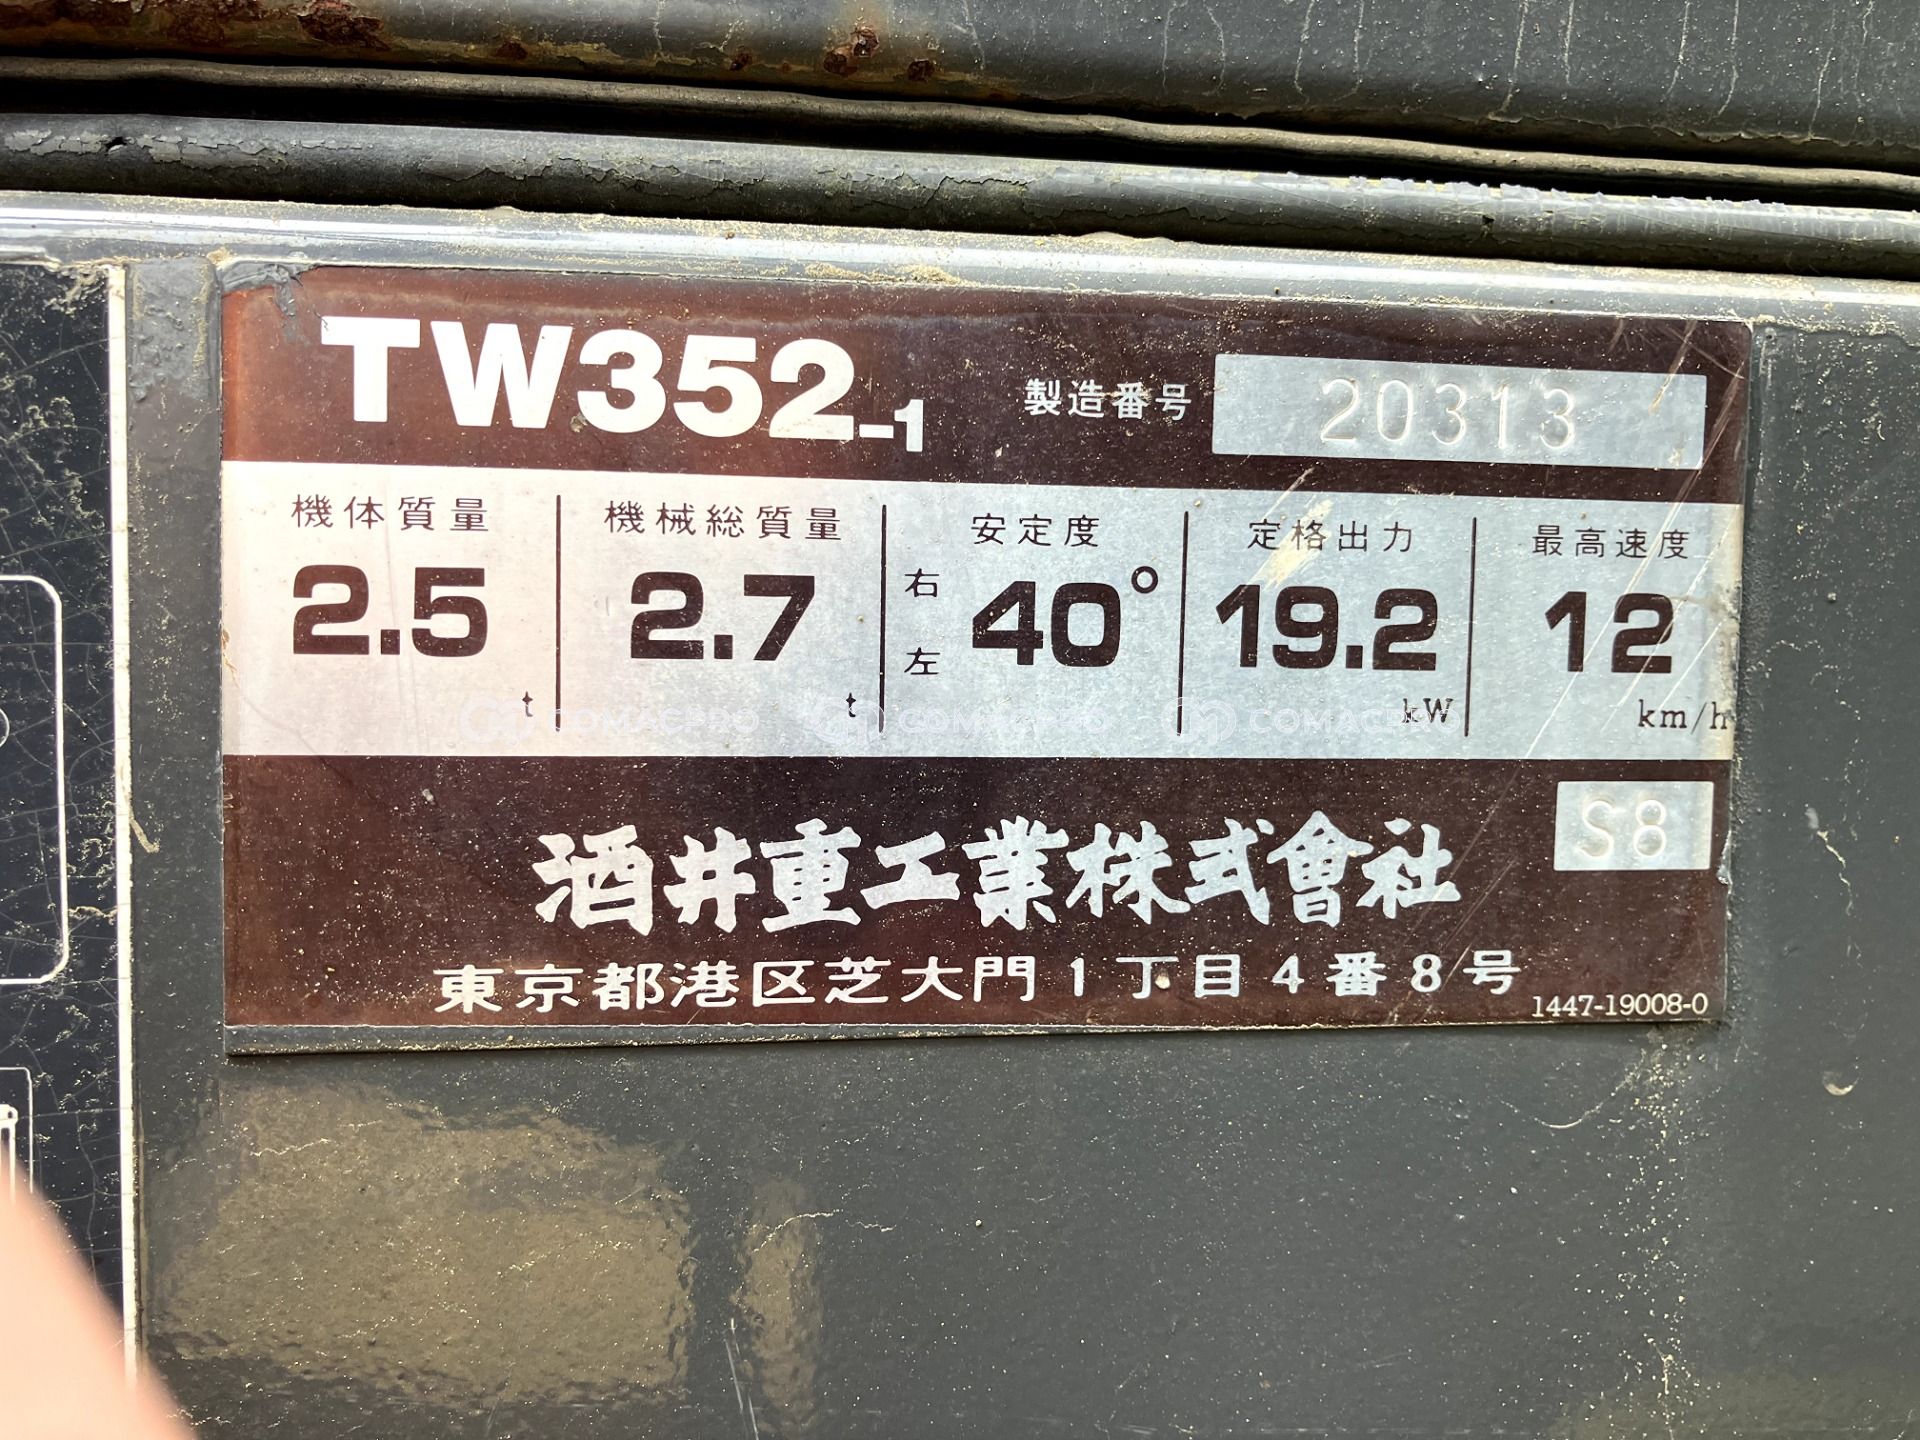 TW352-1 製造番号 20313
機体質量 機械総質量 安定度 定格出力 最高速度
2.5 t 2.7 t 右 左 40° 19.2 kW 12 km/h
COMACPRO COMACPRO COMACPRO
S8
酒井重工業株式會社
東京都港区芝大門1丁目4番8号
1447-19008-0